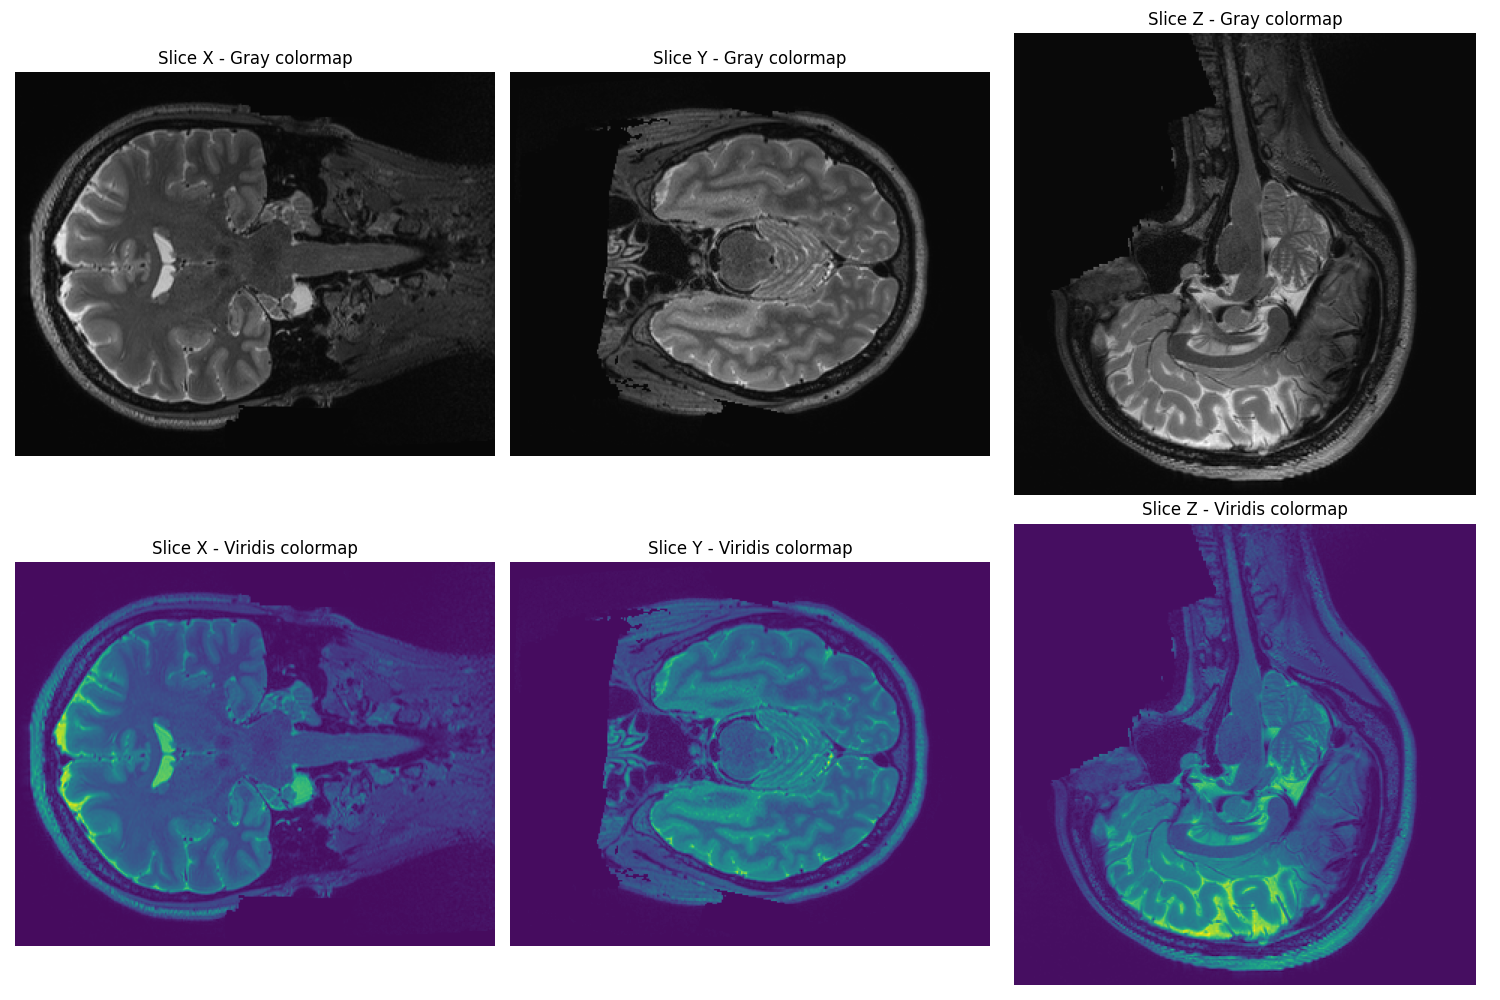 Slice X - Gray colormap
Slice Y - Gray colormap
Slice Z - Gray colormap
Slice X - Viridis colormap
Slice Y - Viridis colormap
Slice Z - Viridis colormap